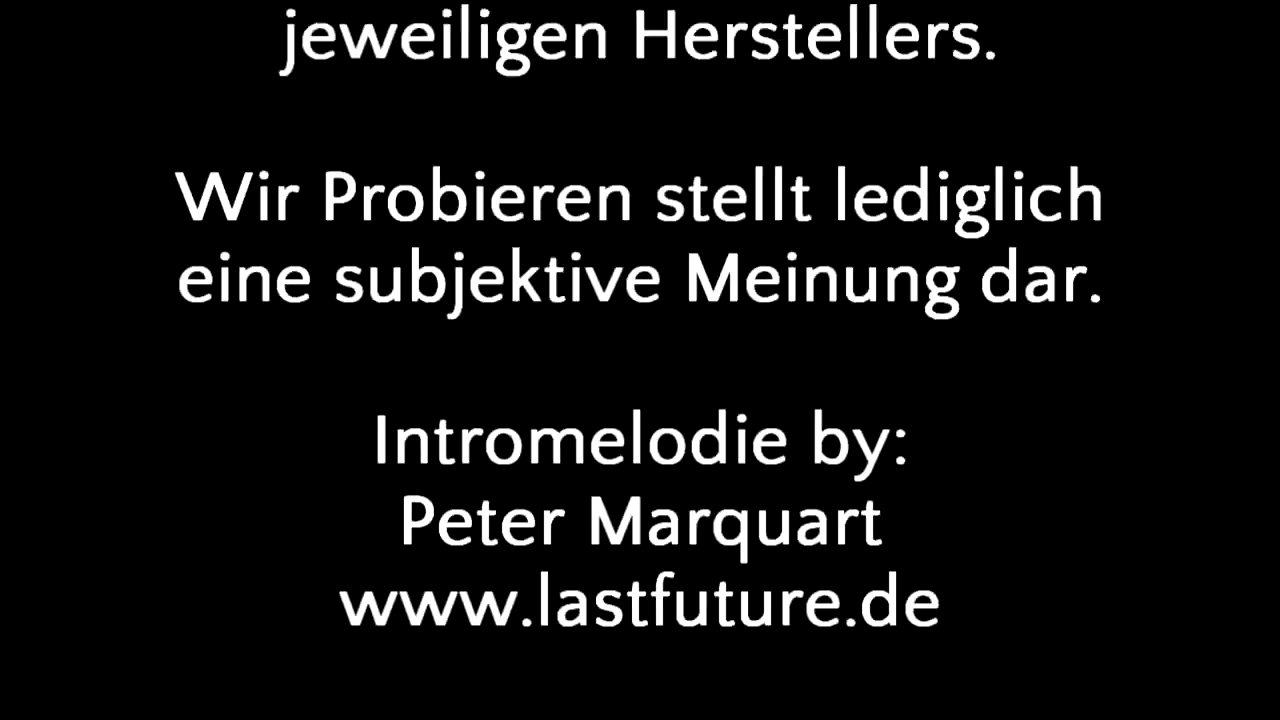 jeweiligen Herstellers.
Wir Probieren stellt lediglich
eine subjektive Meinung dar.
Intromelodie by:
Peter Marquart
www.lastfuture.de